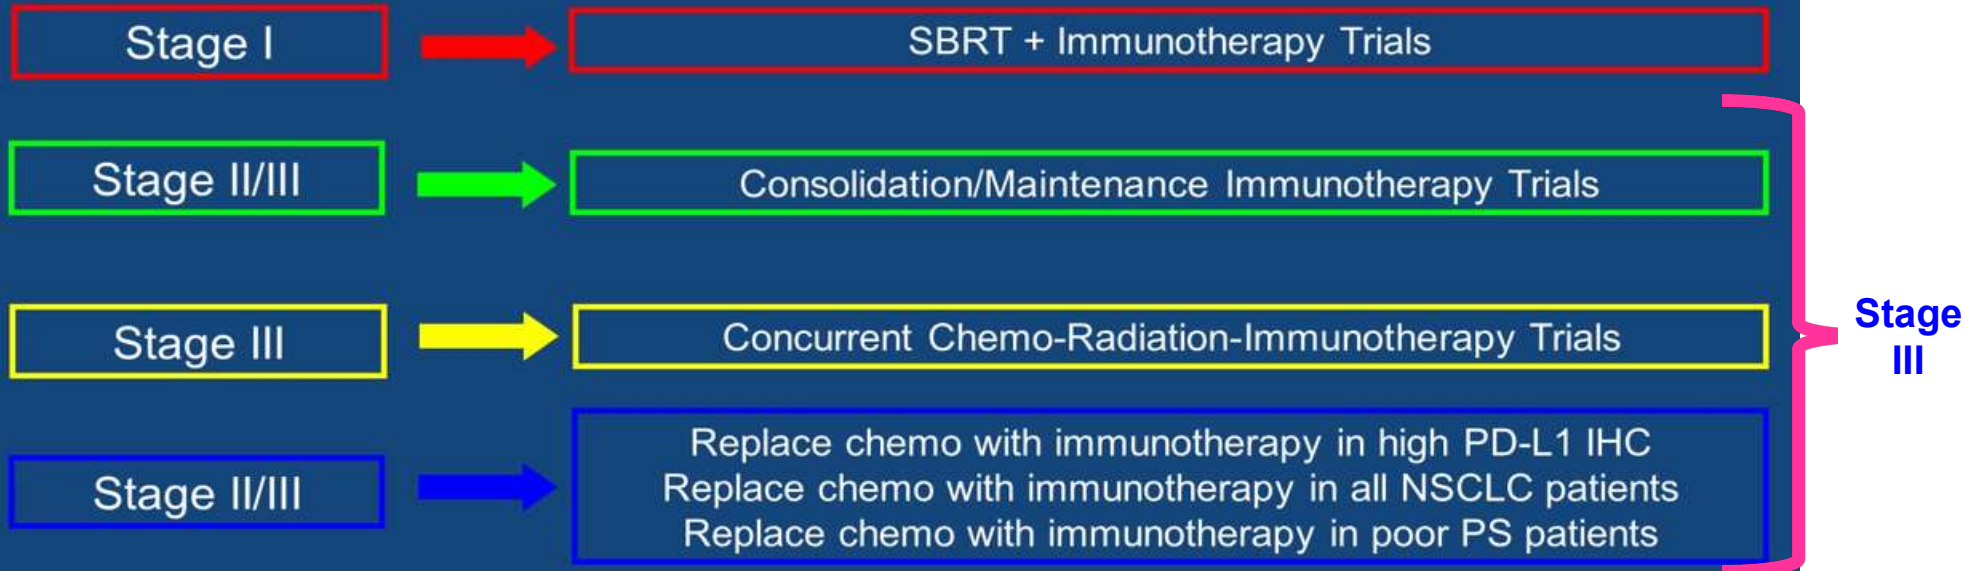 Stage I
SBRT + Immunotherapy Trials
Stage II/III
Consolidation/Maintenance Immunotherapy Trials
Stage III
Concurrent Chemo-Radiation-Immunotherapy Trials
Stage II/III
Replace chemo with immunotherapy in high PD-L1 IHC
Replace chemo with immunotherapy in all NSCLC patients
Replace chemo with immunotherapy in poor PS patients
Stage
III